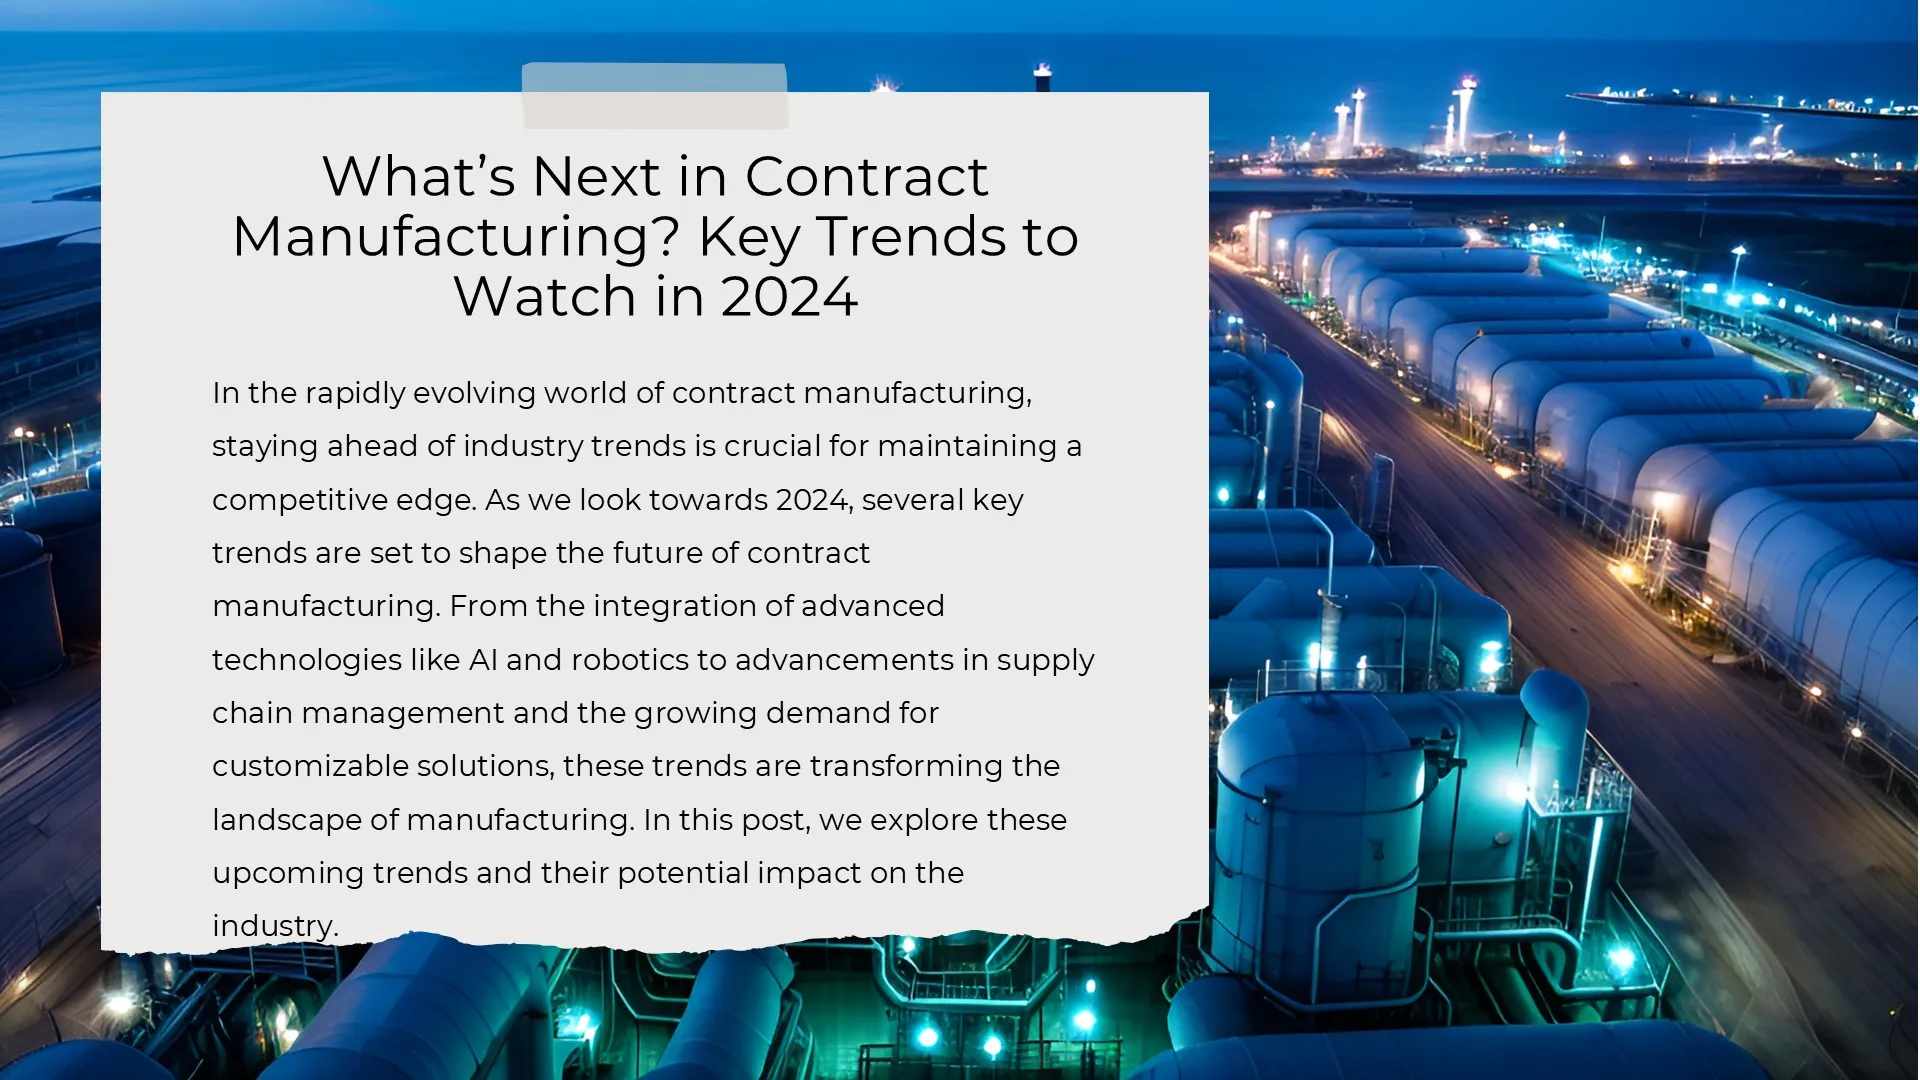 What’s Next in Contract
Manufacturing? Key Trends to
Watch in 2024
In the rapidly evolving world of contract manufacturing,
staying ahead of industry trends is crucial for maintaining a
competitive edge. As we look towards 2024, several key
trends are set to shape the future of contract
manufacturing. From the integration of advanced
technologies like AI and robotics to advancements in supply
chain management and the growing demand for
customizable solutions, these trends are transforming the
landscape of manufacturing. In this post, we explore these
upcoming trends and their potential impact on the
industry.